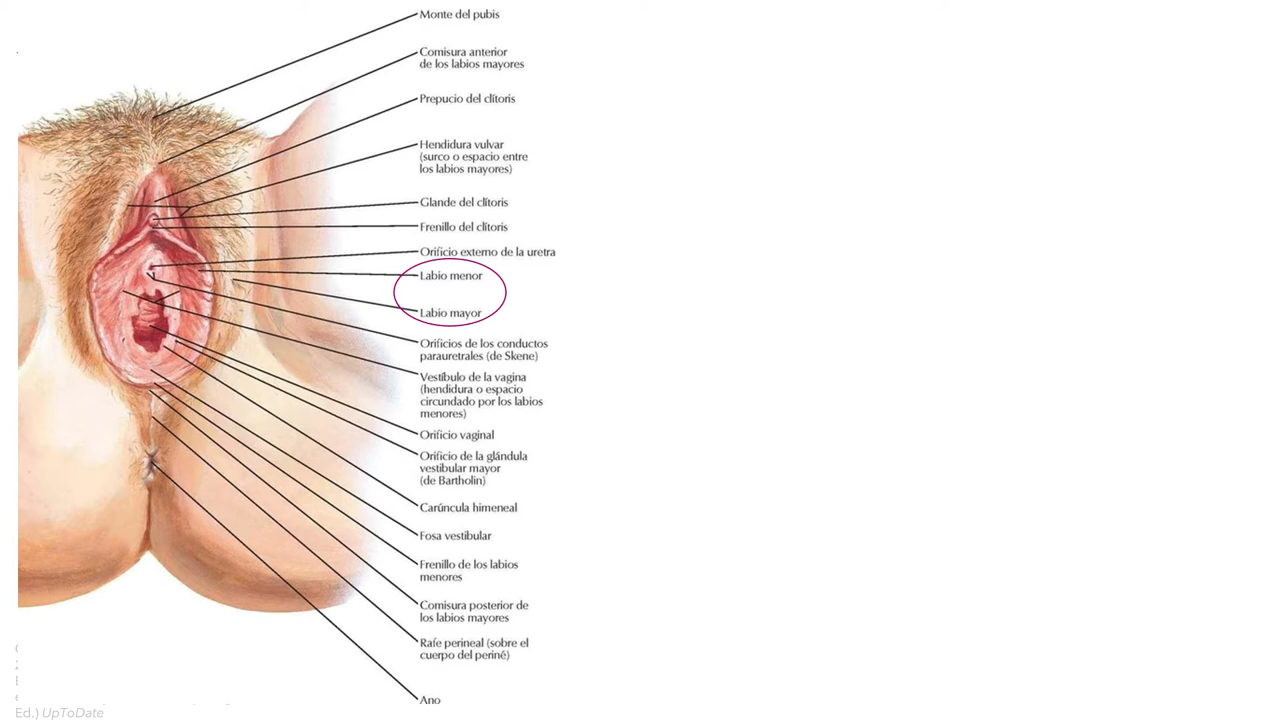 Monte del pubis
Comisura anterior
de los labios mayores
Prepucio del clítoris
Hendidura vulvar
(surco o espacio entre
los labios mayores)
Glande del clítoris
Frenillo del clítoris
Orificio externo de la uretra
Labio menor
Labio mayor
Orificios de los conductos
parauretrales (de Skene)
Vestíbulo de la vagina
(hendidura o espacio
circundado por los labios
menores)
Orificio vaginal
Orificio de la glándula
vestibular mayor
(de Bartholin)
Carúncula himeneal
Fosa vestibular
Frenillo de los labios
menores
Comisura posterior de
los labios mayores
Rafe perineal (sobre el
cuerpo del periné)
Ano
Ed.) UpToDate